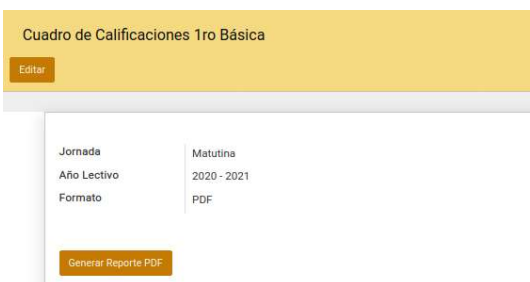 Cuadro de Calificaciones 1ro Básica
Editar
Jornada Matutina
Año Lectivo 2020 - 2021
Formato PDF
Generar Reporte PDF